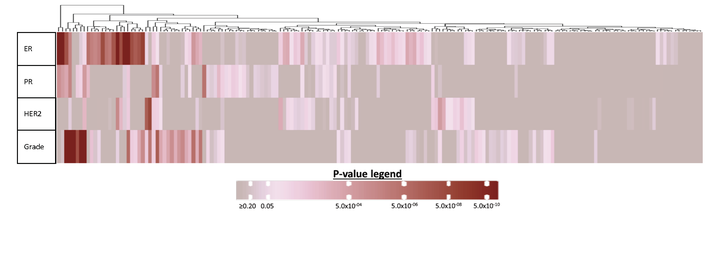 ER
PR
HER2
Grade
P-value legend
≥0.20 0.05 5.0x10⁻⁰⁴ 5.0x10⁻⁰⁶ 5.0x10⁻⁰⁸ 5.0x10⁻¹⁰